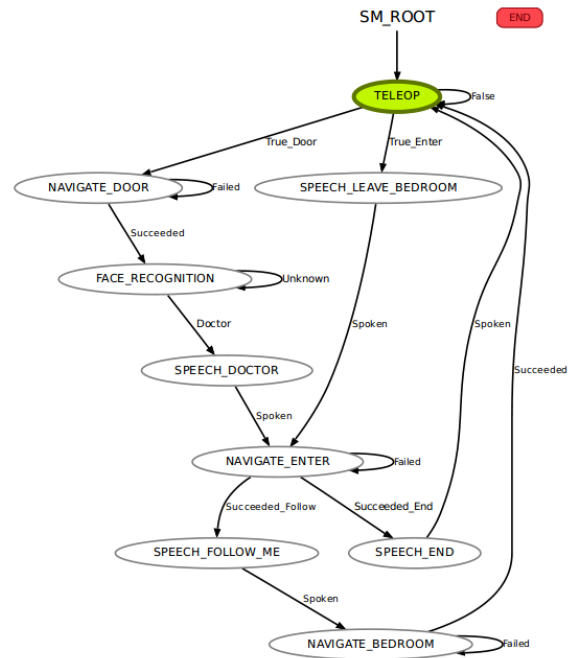 SM_ROOT
END
TELEOP
False
True_Door
True_Enter
NAVIGATE_DOOR
Failed
SPEECH_LEAVE_BEDROOM
Succeeded
FACE_RECOGNITION
Unknown
Doctor
Spoken
Spoken
SPEECH_DOCTOR
Succeeded
Spoken
NAVIGATE_ENTER
Failed
Succeeded_Follow
Succeeded_End
SPEECH_FOLLOW_ME
SPEECH_END
Spoken
NAVIGATE_BEDROOM
Failed